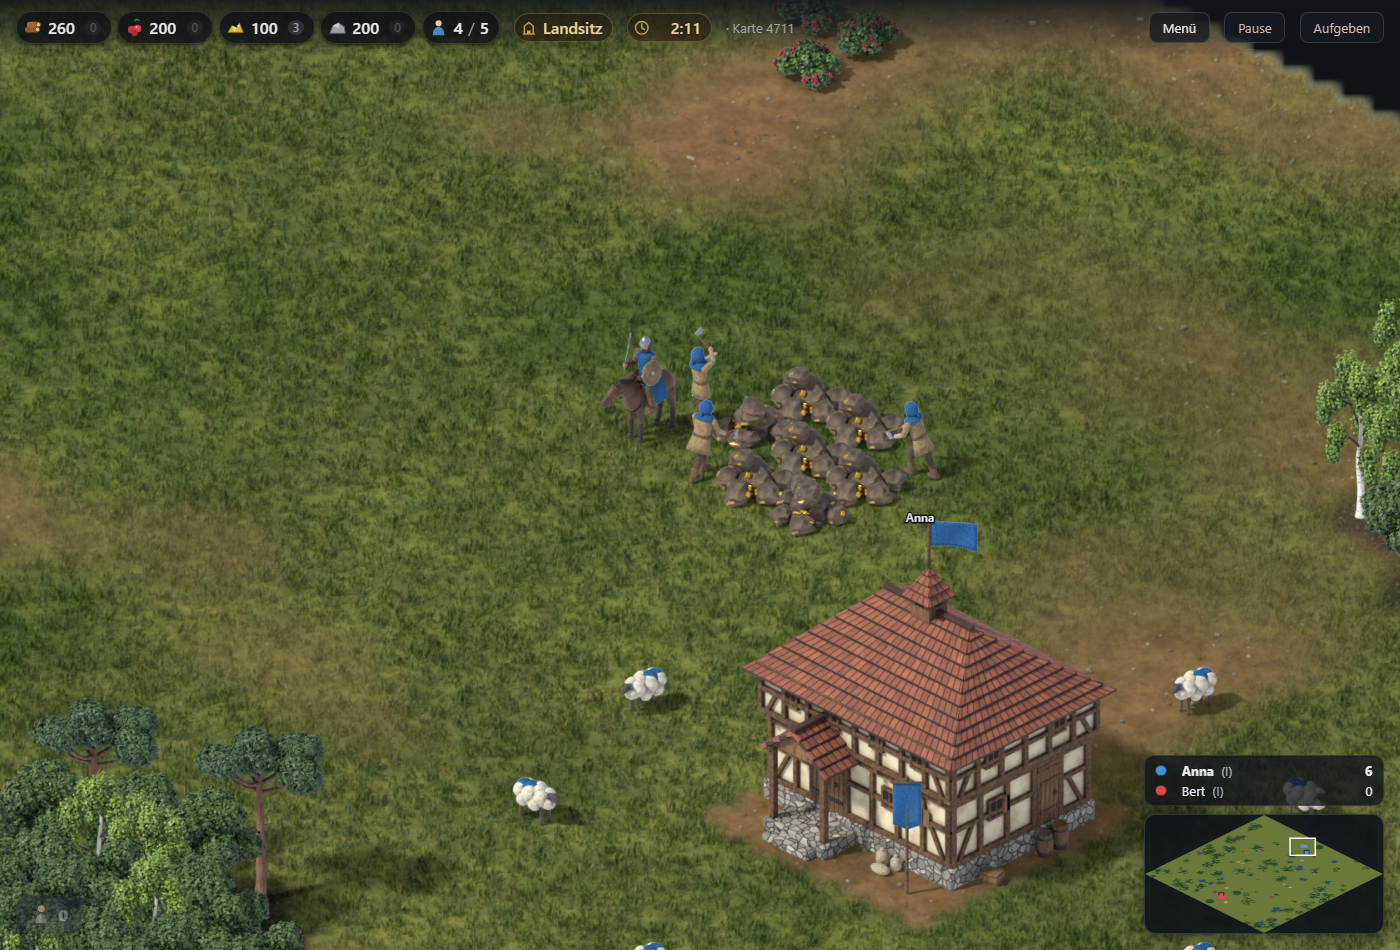 260 0 200 0 100 3 200 0 4 / 5 Landsitz 2:11 · Karte 4711 Menü Pause Aufgeben
Anna
Anna (I) 6
Bert (I) 0
0